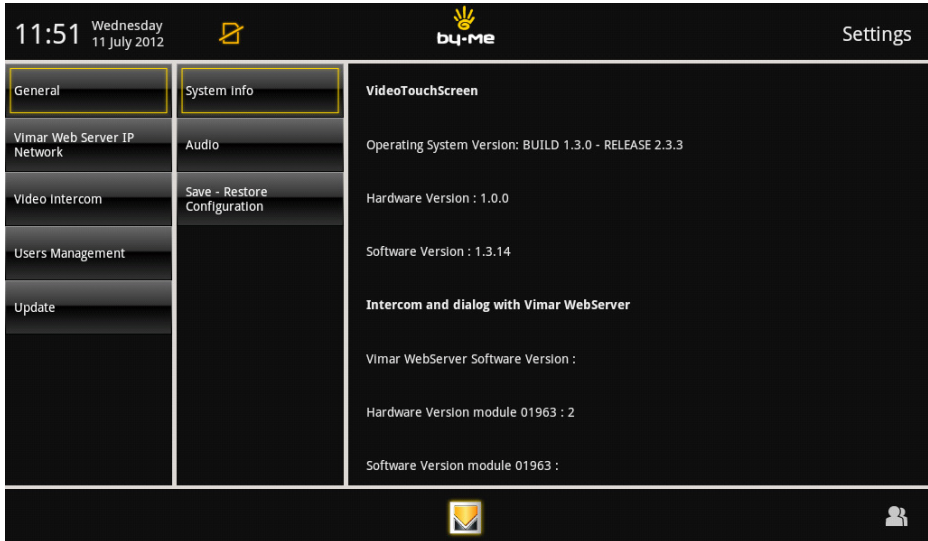 11:51
Wednesday
11 July 2012
by-me
Settings
General
Vimar Web Server IP
Network
Video Intercom
Users Management
Update
System Info
Audio
Save - Restore
Configuration
VideoTouchScreen
Operating System Version: BUILD 1.3.0 - RELEASE 2.3.3
Hardware Version : 1.0.0
Software Version : 1.3.14
Intercom and dialog with Vimar WebServer
Vimar WebServer Software Version :
Hardware Version module 01963 : 2
Software Version module 01963 :